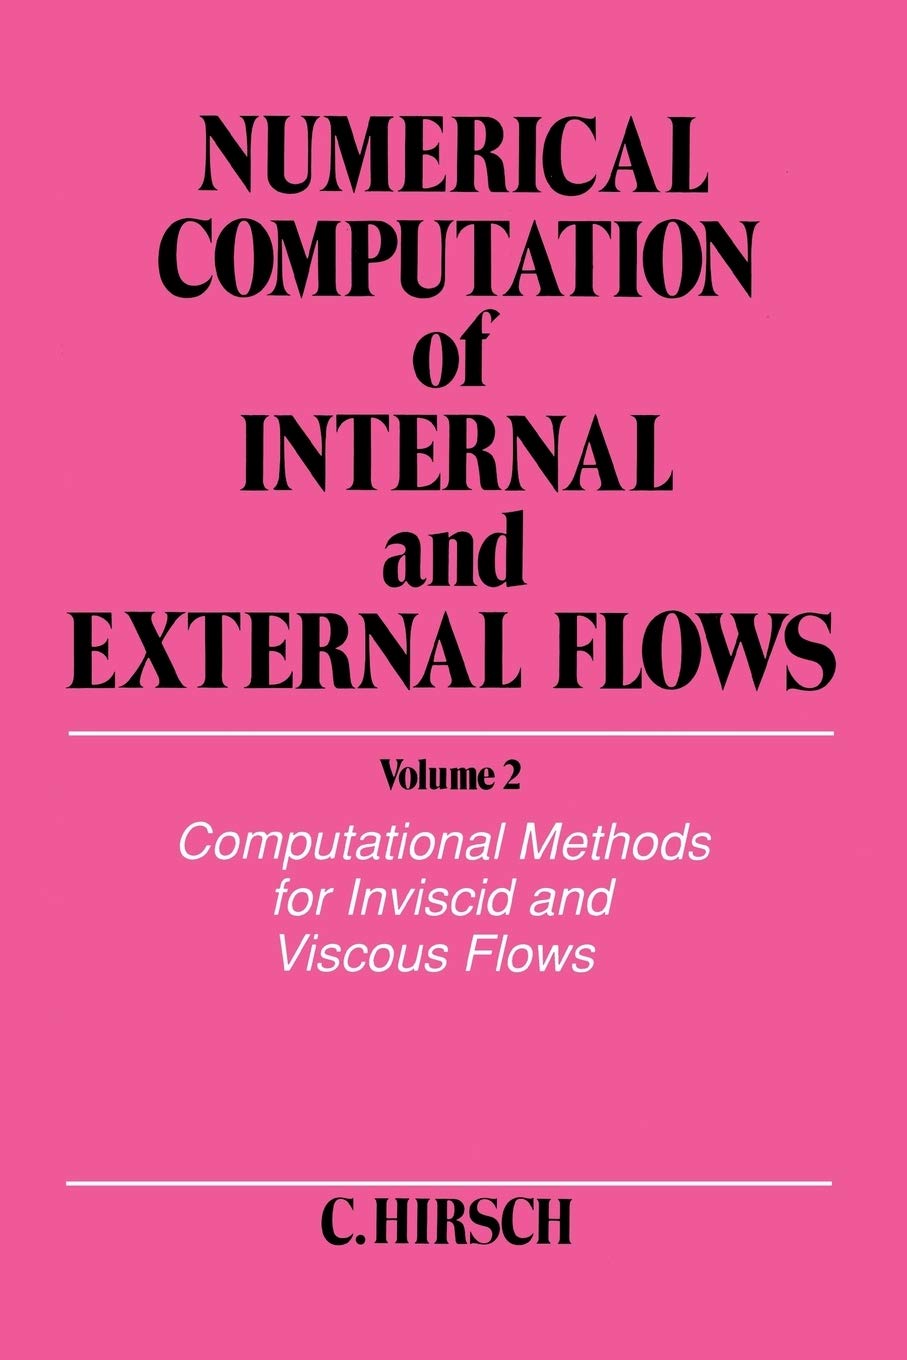 NUMERICAL
COMPUTATION
of
INTERNAL
and
EXTERNAL FLOWS
Volume 2
Computational Methods
for Inviscid and
Viscous Flows
C. HIRSCH